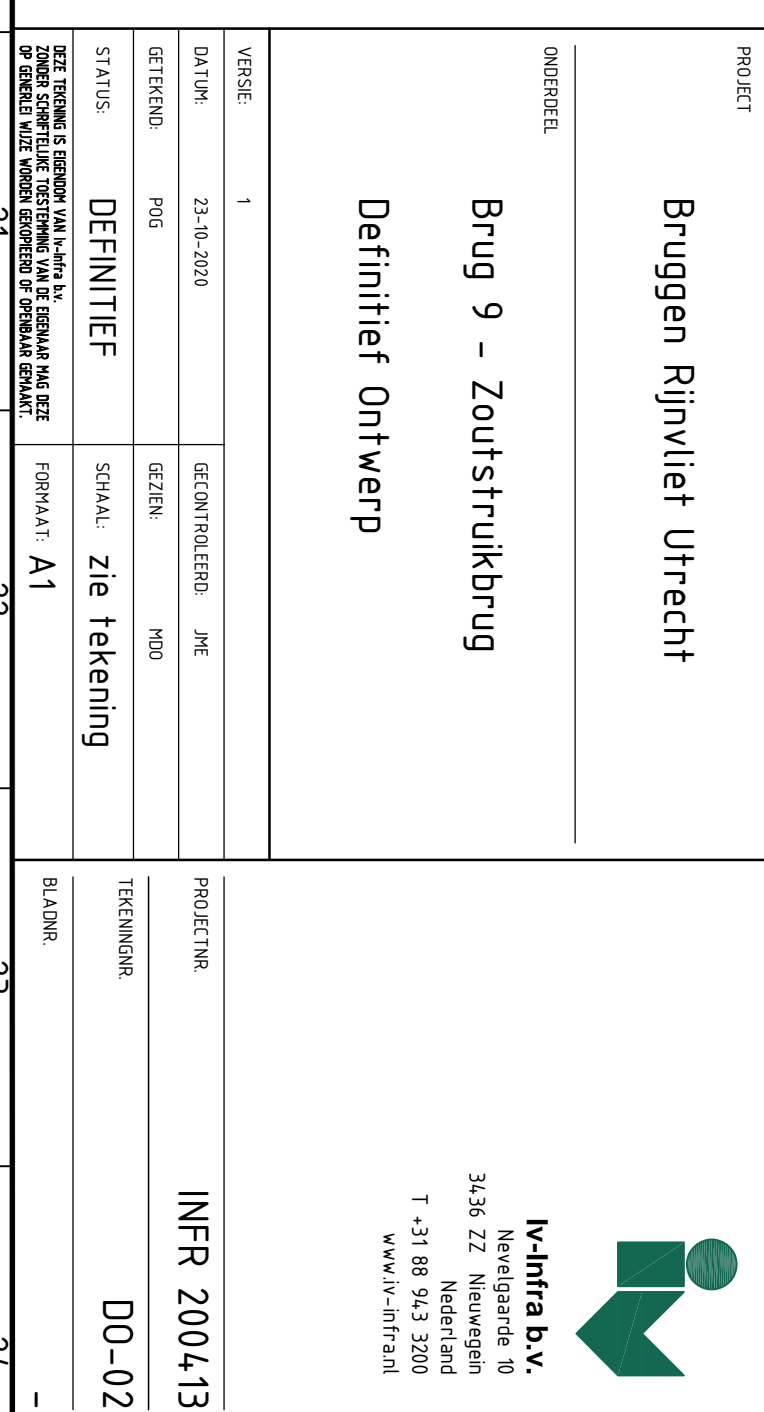 PROJECT
Bruggen Rijnvliet Utrecht
ONDERDEEL
Brug 9 - Zoutstruikbrug
Definitief Ontwerp
VERSIE: 1
DATUM: 23-10-2020 GECONTROLEERD: JME
GETEKEND: POG GEZIEN: MDO
STATUS: DEFINITIEF SCHAAL: zie tekening
DEZE TEKENING IS EIGENDOM VAN Iv-Infra b.v.
ZONDER SCHRIFTELIJKE TOESTEMMING VAN DE EIGENAAR MAG DEZE
OP GENERLEI WIJZE WORDEN GEKOPIEERD OF OPENBAAR GEMAAKT.
FORMAAT: A1
Iv-Infra b.v.
Nevelgaarde 10
3436 ZZ Nieuwegein
Nederland
T +31 88 943 3200
www.iv-infra.nl
PROJECTNR. INFR 200413
TEKENINGNR. DO-02
BLADNR. -